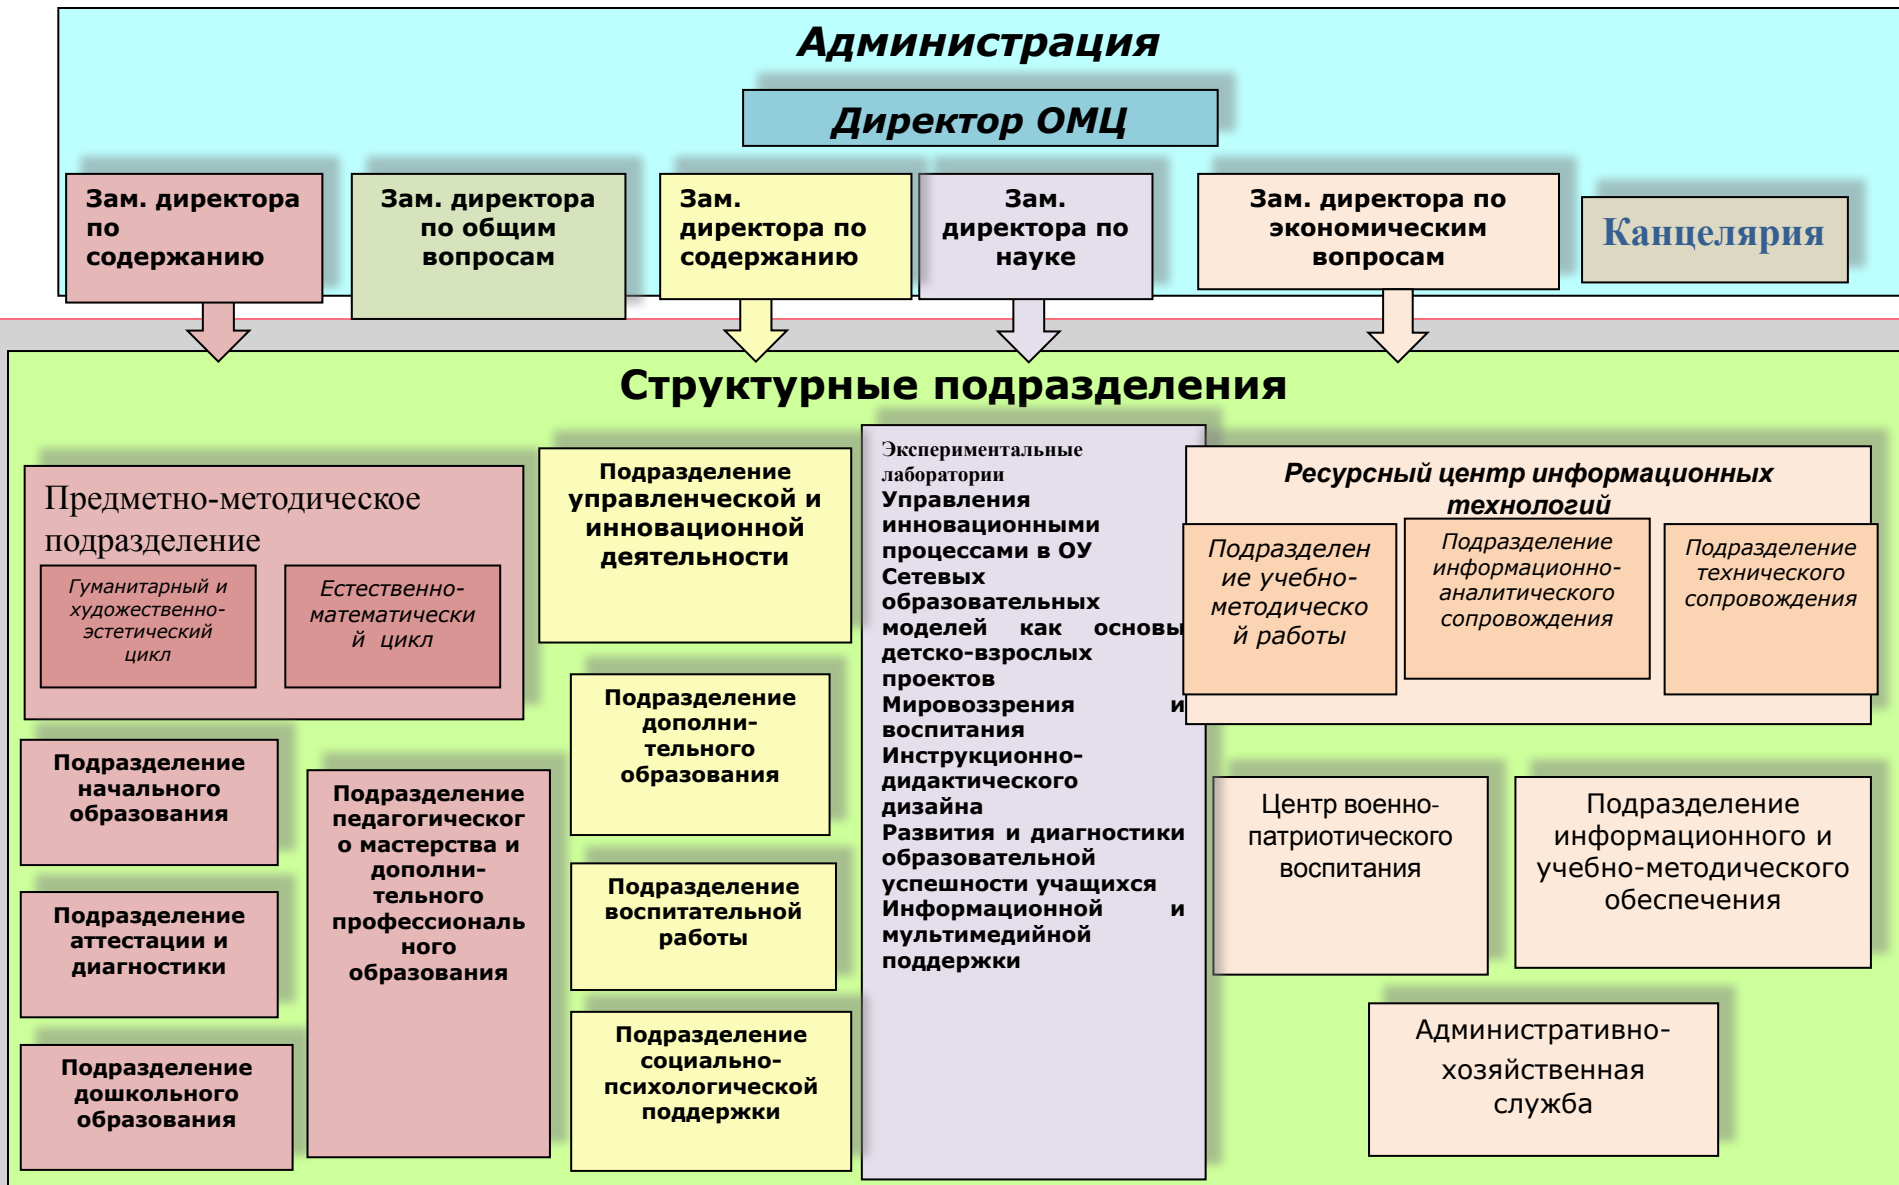 Администрация
Директор ОМЦ
Зам. директора
по
содержанию
Зам. директора
по общим
вопросам
Зам.
директора по
содержанию
Зам.
директора по
науке
Зам. директора по
экономическим
вопросам
Канцелярия
Структурные подразделения
Предметно-методическое
подразделение
Гуманитарный и
художественно-
эстетический
цикл
Естественно-
математически
й цикл
Подразделение
начального
образования
Подразделение
аттестации и
диагностики
Подразделение
дошкольного
образования
Подразделение
педагогическог
о мастерства и
дополни-
тельного
профессиональ
ного
образования
Подразделение
управленческой и
инновационной
деятельности
Подразделение
дополни-
тельного
образования
Подразделение
воспитательной
работы
Подразделение
социально-
психологической
поддержки
Экспериментальные
лаборатории
Управления
инновационными
процессами в ОУ
Сетевых
образовательных
моделей как основы
детско-взрослых
проектов
Мировоззрения и
воспитания
Инструкционно-
дидактического
дизайна
Развития и диагностики
образовательной
успешности учащихся
Информационной и
мультимедийной
поддержки
Ресурсный центр информационных
технологий
Подразделен
ие учебно-
методическо
й работы
Подразделение
информационно-
аналитического
сопровождения
Подразделение
технического
сопровождения
Центр военно-
патриотического
воспитания
Подразделение
информационного и
учебно-методического
обеспечения
Административно-
хозяйственная
служба